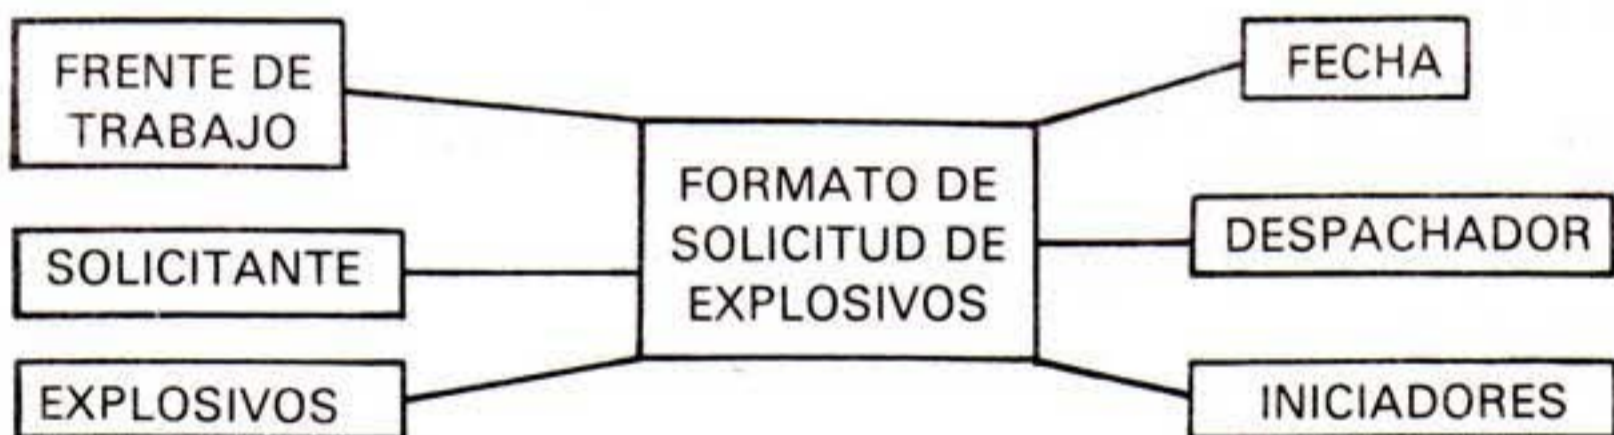 FRENTE DE
TRABAJO
SOLICITANTE
EXPLOSIVOS
FORMATO DE
SOLICITUD DE
EXPLOSIVOS
FECHA
DESPACHADOR
INICIADORES